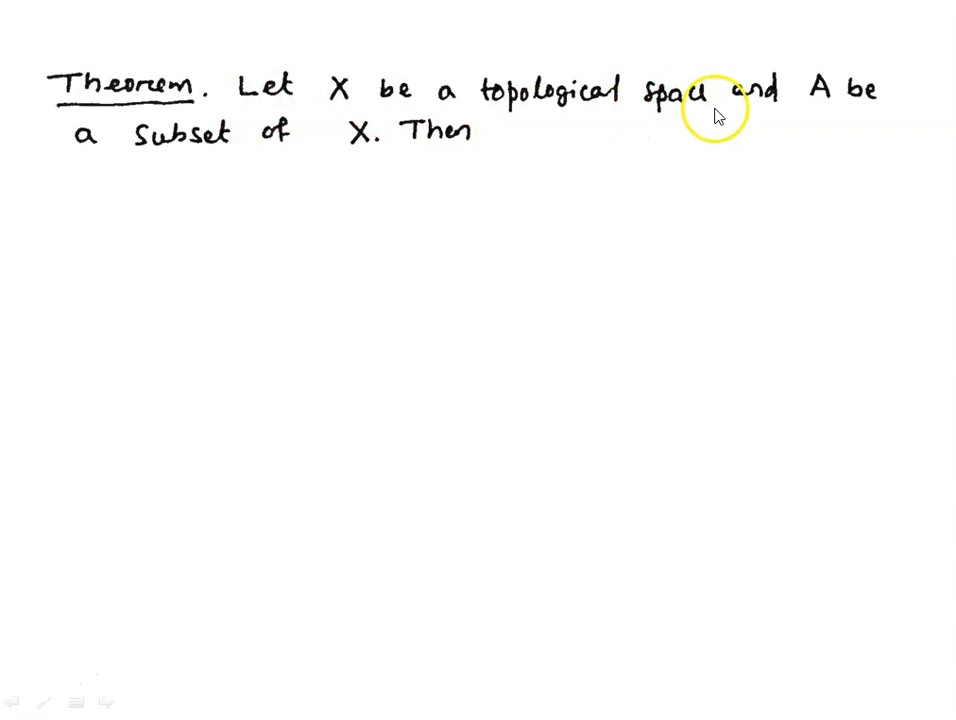 Theorem. Let X be a topological space and A be
a subset of X. Then